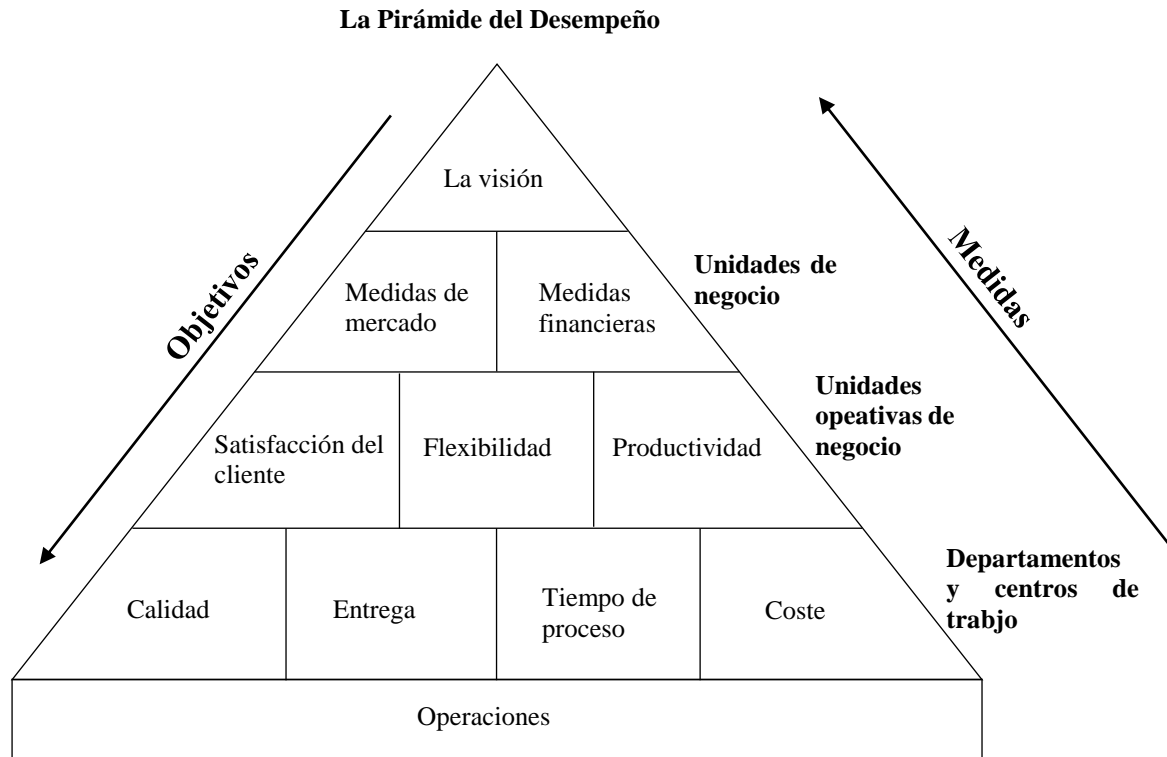 La Pirámide del Desempeño
La visión
Objetivos
Medidas
Medidas de
mercado
Medidas
financieras
Unidades de
negocio
Satisfacción del
cliente
Flexibilidad
Productividad
Unidades
opeativas de
negocio
Calidad
Entrega
Tiempo de
proceso
Coste
Departamentos
y centros de
trabjo
Operaciones